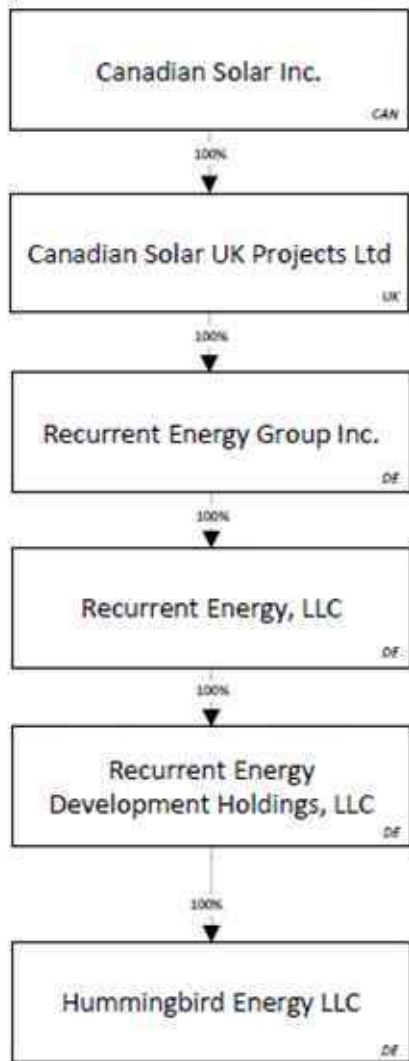 Canadian Solar Inc.
CAN
100%
Canadian Solar UK Projects Ltd
UK
100%
Recurrent Energy Group Inc.
DE
100%
Recurrent Energy, LLC
DE
100%
Recurrent Energy
Development Holdings, LLC
DE
100%
Hummingbird Energy LLC
DE